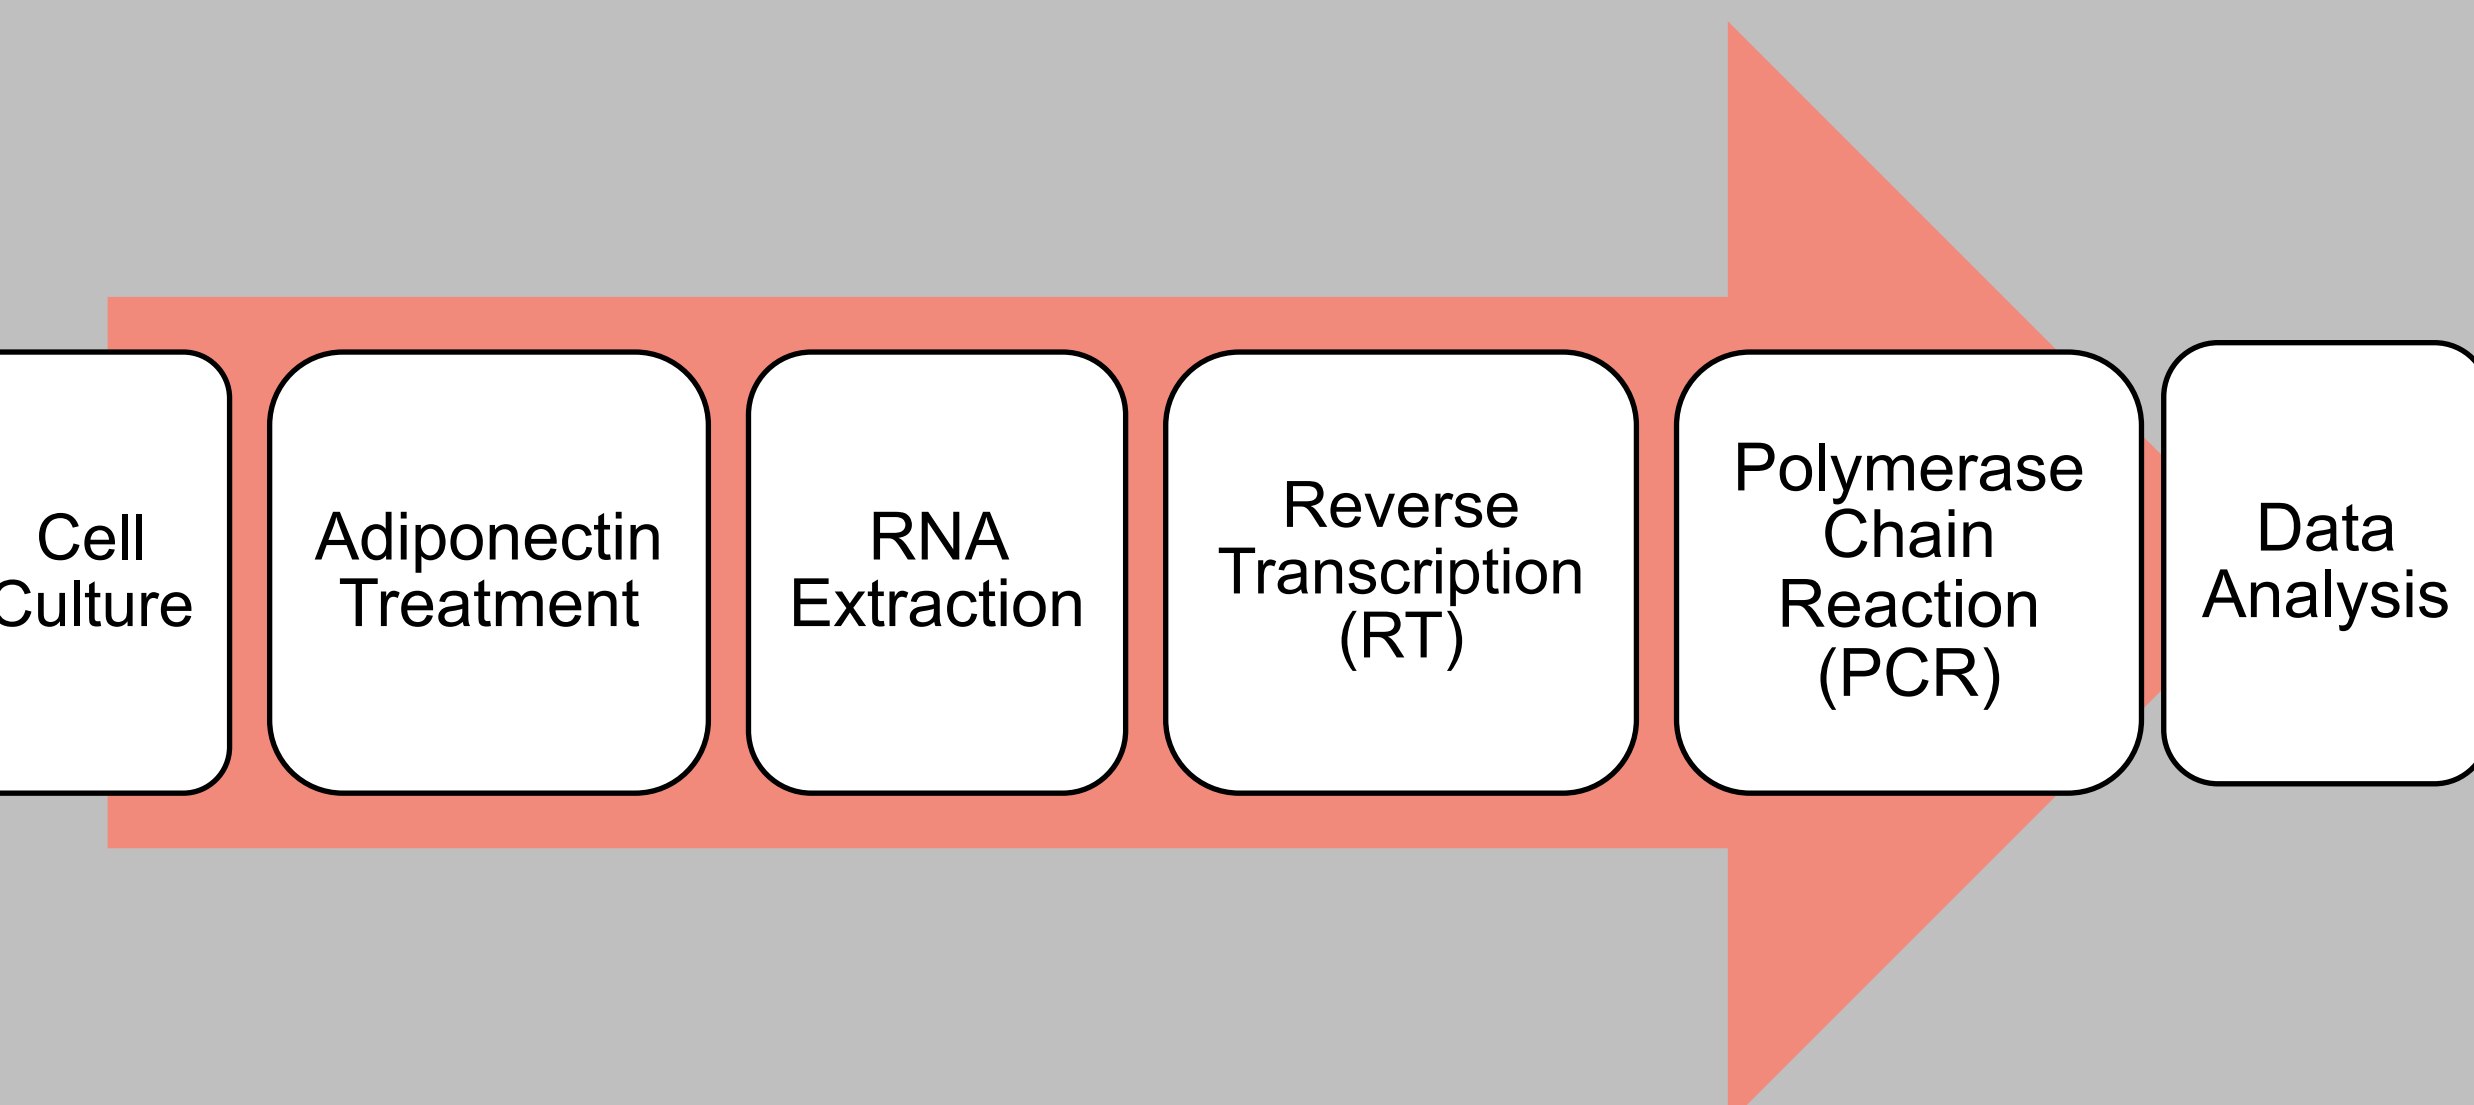 Cell
Culture
Adiponectin
Treatment
RNA
Extraction
Reverse
Transcription
(RT)
Polymerase
Chain
Reaction
(PCR)
Data
Analysis